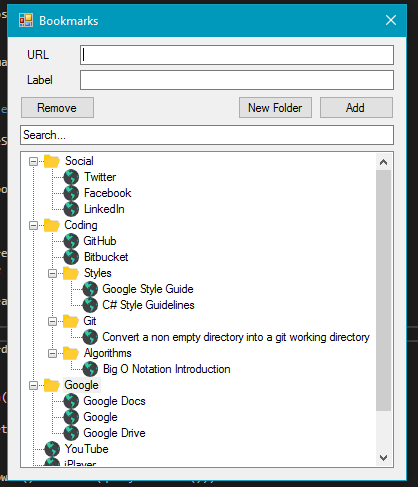 Bookmarks
URL
Label
Remove
New Folder
Add
Search...
Social
Twitter
Facebook
LinkedIn
Coding
GitHub
Bitbucket
Styles
Google Style Guide
C# Style Guidelines
Git
Convert a non empty directory into a git working directory
Algorithms
Big O Notation Introduction
Google
Google Docs
Google
Google Drive
YouTube
iPlayer